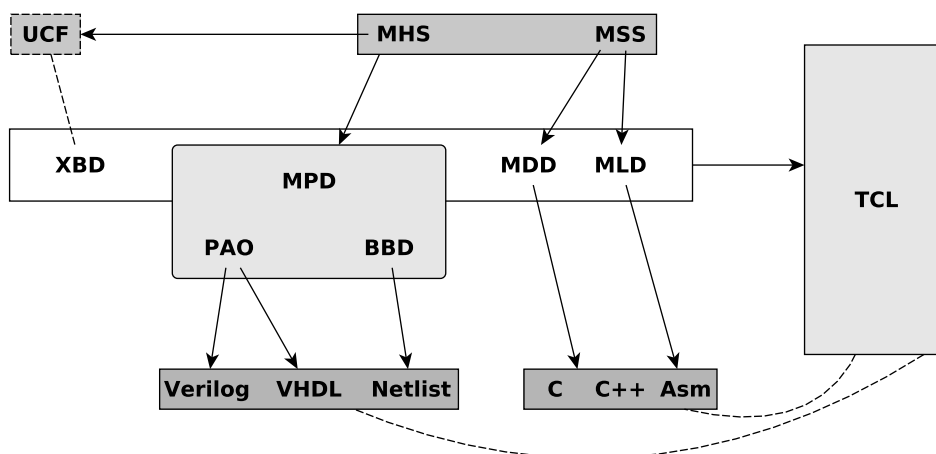 UCF MHS MSS
XBD MPD MDD MLD TCL
PAO BBD
Verilog VHDL Netlist C C++ Asm